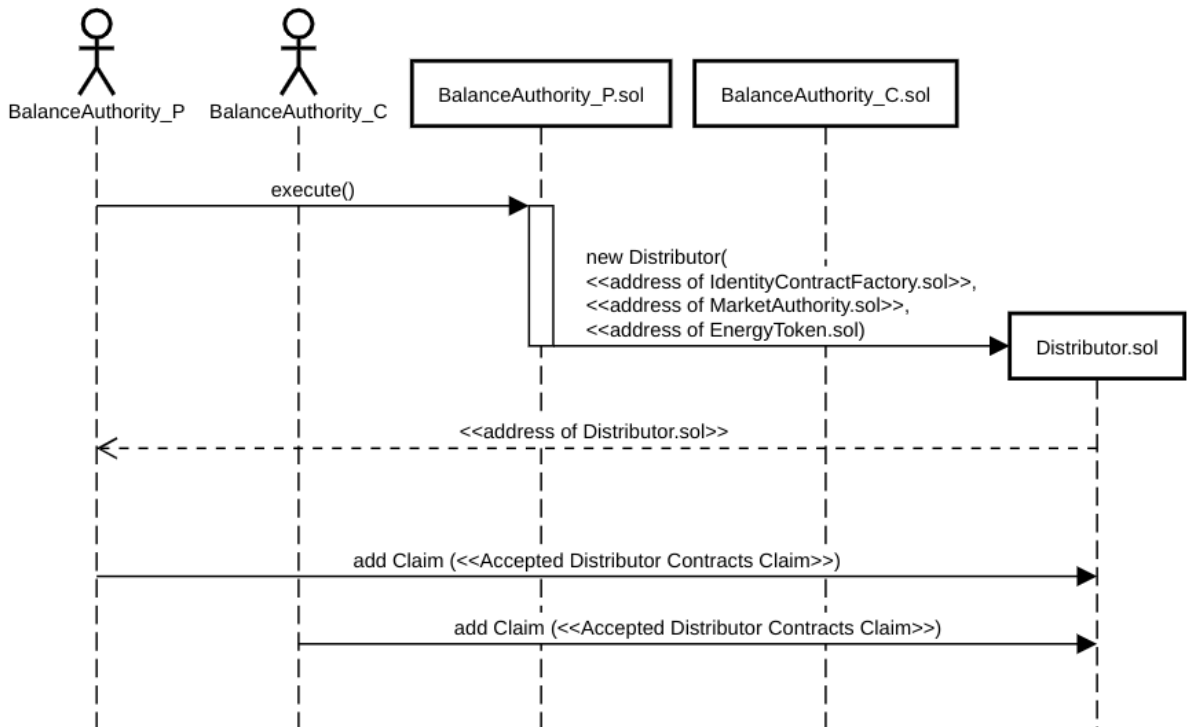 BalanceAuthority_P
BalanceAuthority_C
BalanceAuthority_P.sol
BalanceAuthority_C.sol
execute()
new Distributor(
<<address of IdentityContractFactory.sol>>,
<<address of MarketAuthority.sol>>,
<<address of EnergyToken.sol)
Distributor.sol
<<address of Distributor.sol>>
add Claim (<<Accepted Distributor Contracts Claim>>)
add Claim (<<Accepted Distributor Contracts Claim>>)